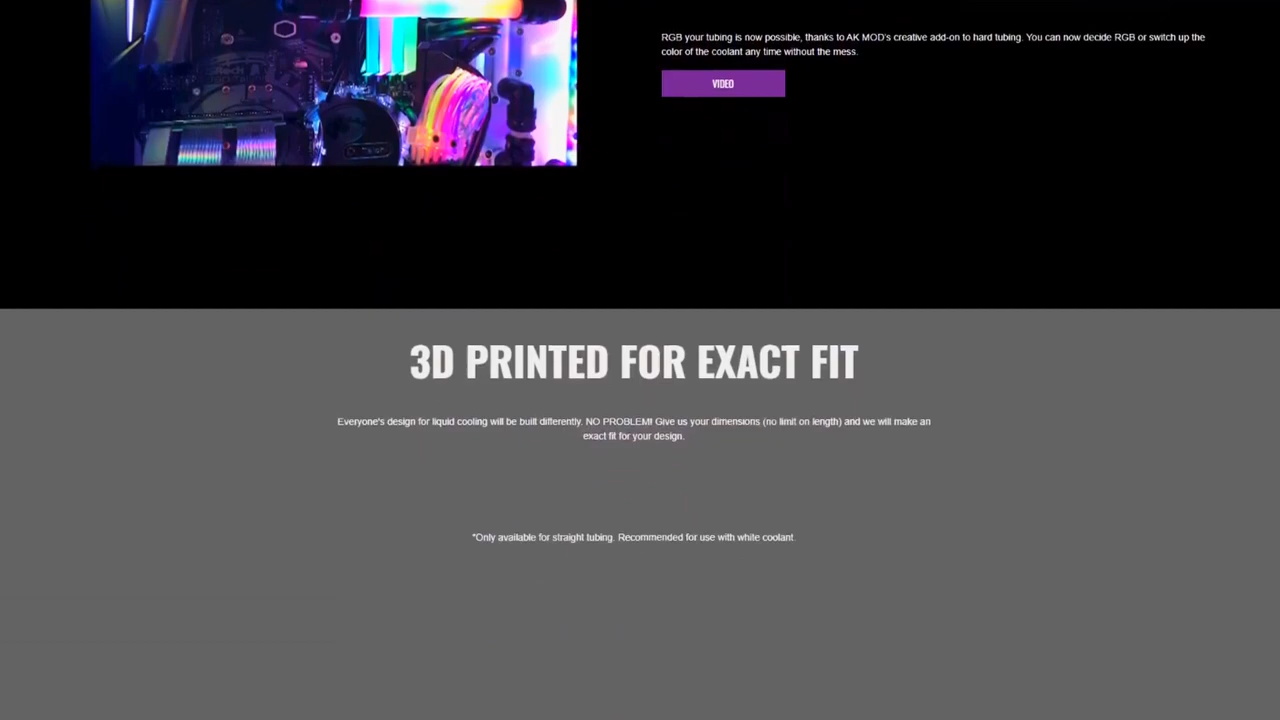 RGB your tubing is now possible, thanks to AK MOD's creative add-on to hard tubing. You can now decide RGB or switch up the
color of the coolant any time without the mess.
VIDEO
3D PRINTED FOR EXACT FIT
Everyone's design for liquid cooling will be built differently. NO PROBLEM! Give us your dimensions (no limit on length) and we will make an
exact fit for your design.
*Only available for straight tubing. Recommended for use with white coolant.